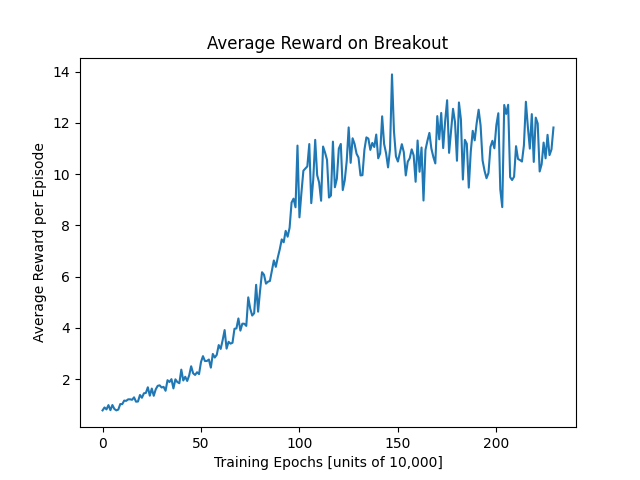 Average Reward on Breakout
Average Reward per Episode
14
12
10
8
6
4
2
0 50 100 150 200
Training Epochs [units of 10,000]